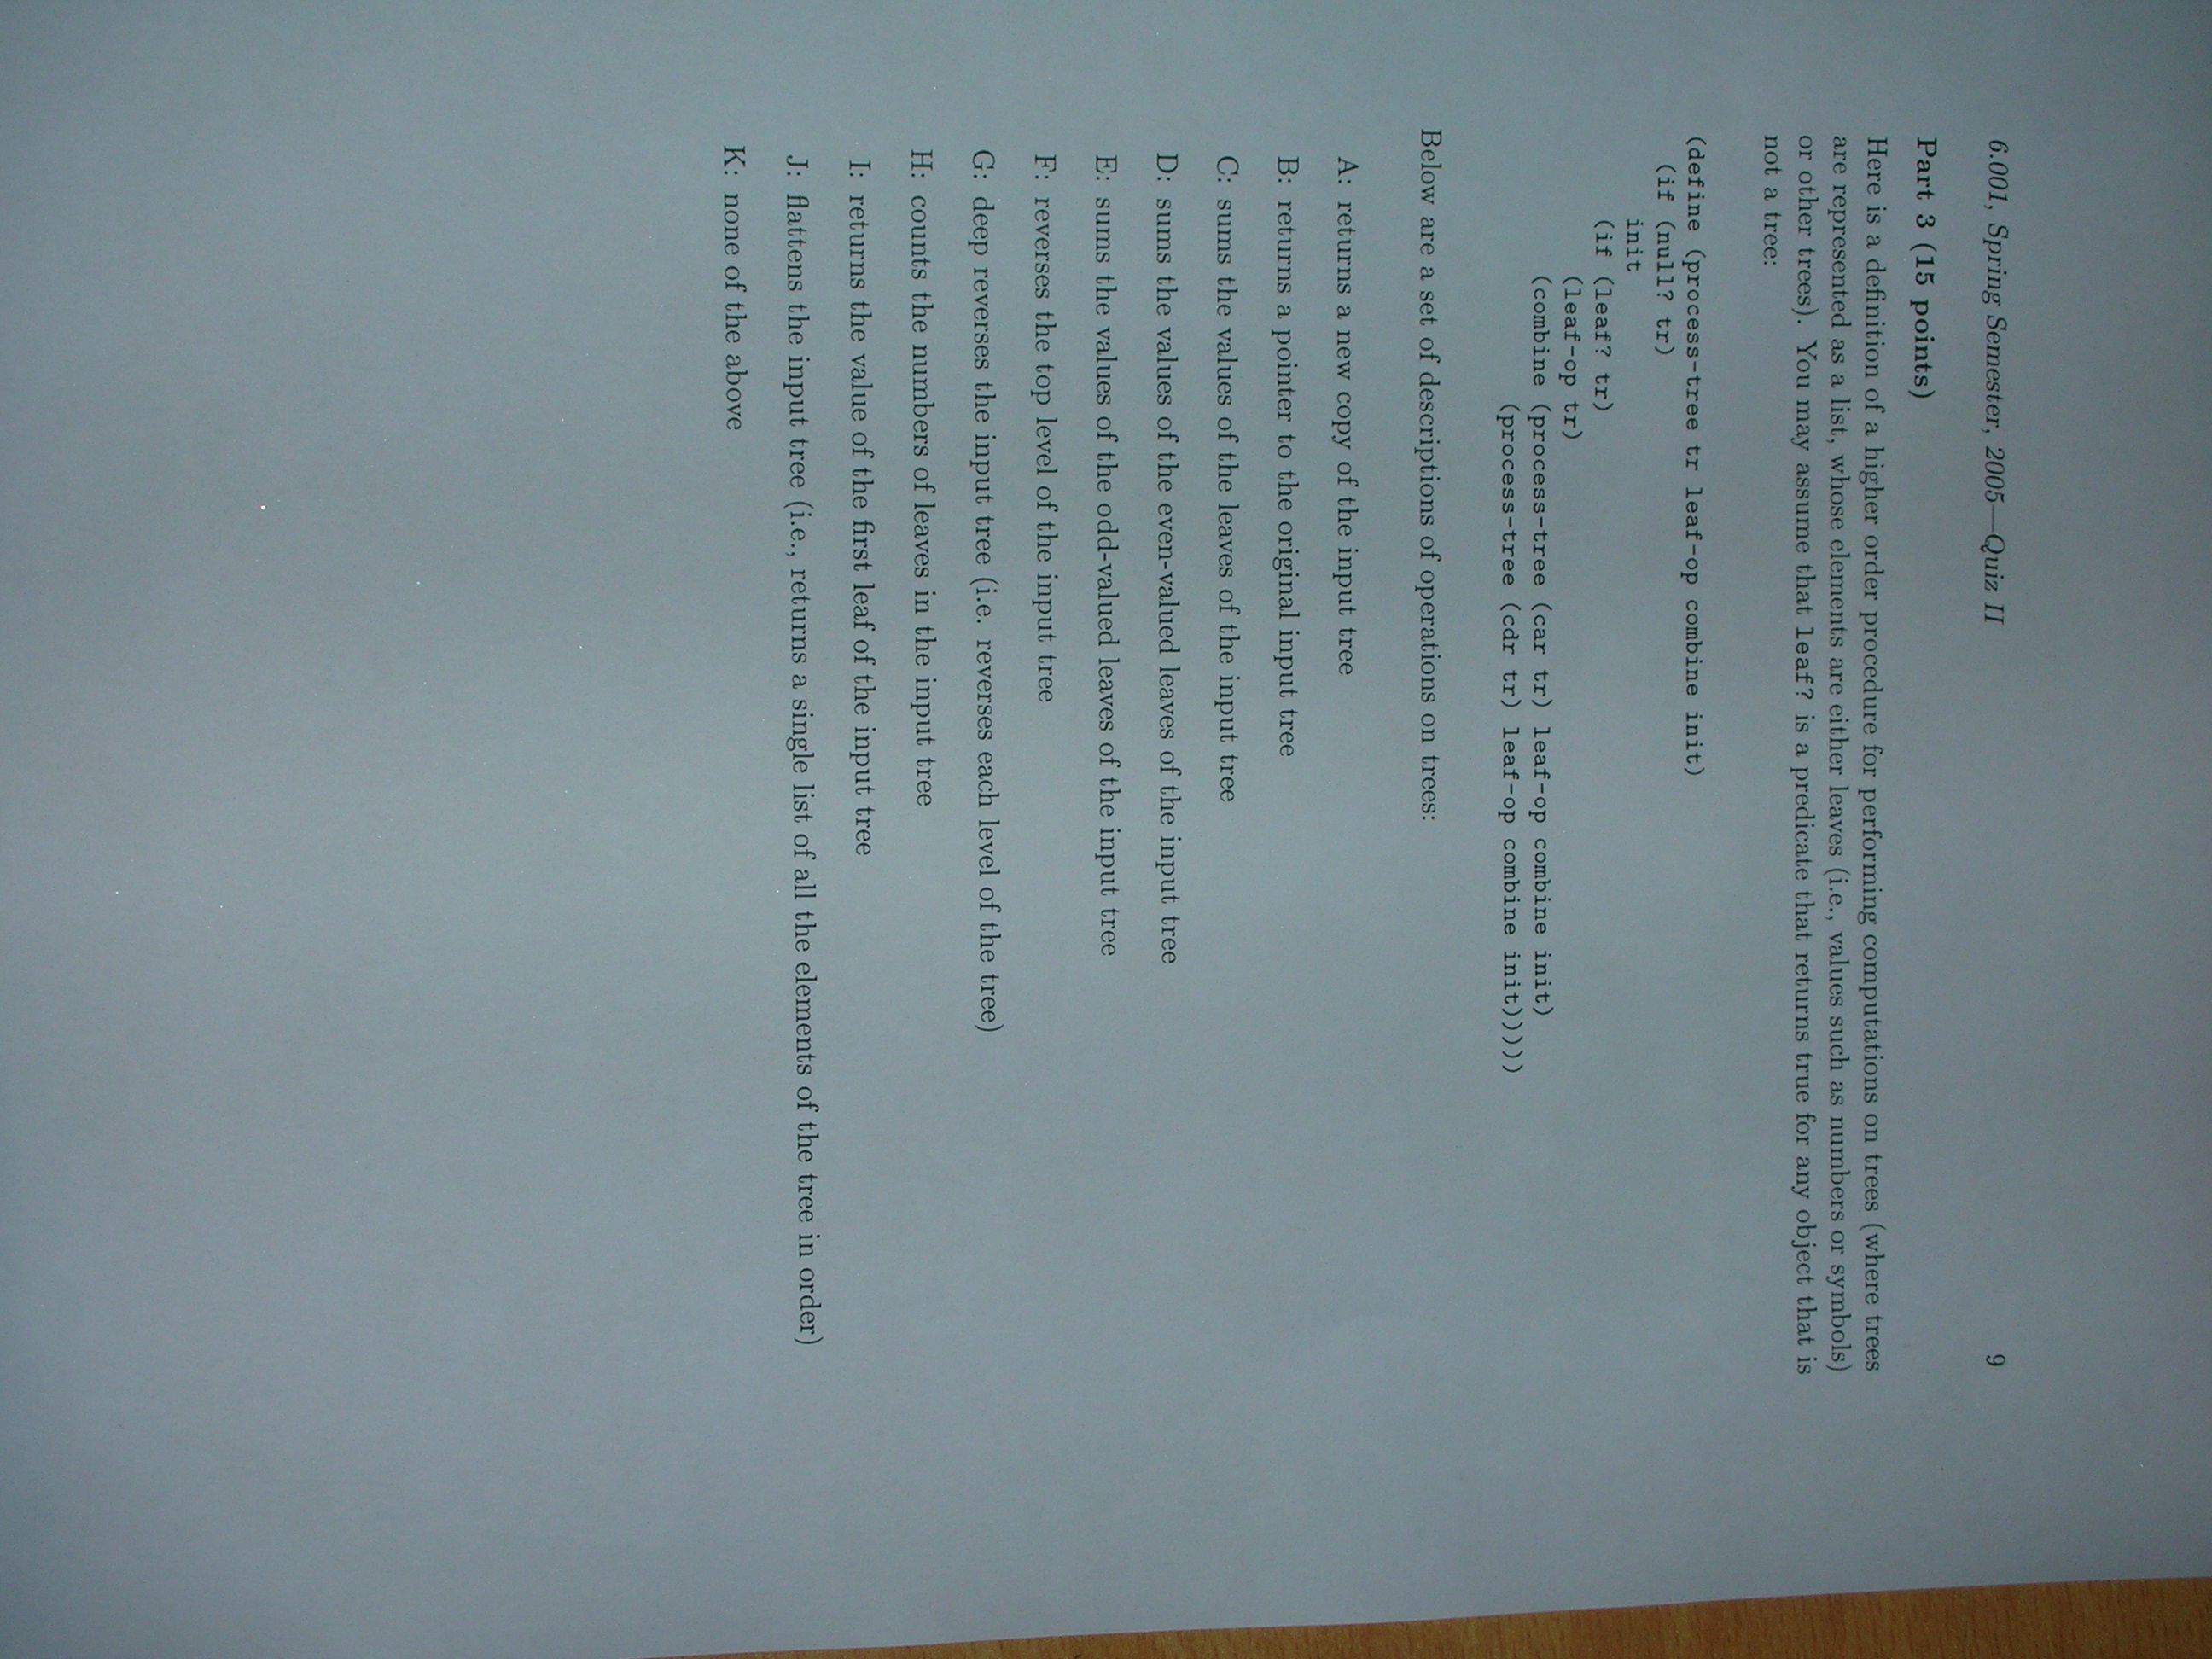 6.001, Spring Semester, 2005—Quiz II 9
Part 3 (15 points)
Here is a definition of a higher order procedure for performing computations on trees (where trees
are represented as a list, whose elements are either leaves (i.e., values such as numbers or symbols)
or other trees). You may assume that leaf? is a predicate that returns true for any object that is
not a tree:
(define (process-tree tr leaf-op combine init)
(if (null? tr)
init
(if (leaf? tr)
(leaf-op tr)
(combine (process-tree (car tr) leaf-op combine init)
(process-tree (cdr tr) leaf-op combine init)))))
Below are a set of descriptions of operations on trees:
A: returns a new copy of the input tree
B: returns a pointer to the original input tree
C: sums the values of the leaves of the input tree
D: sums the values of the even-valued leaves of the input tree
E: sums the values of the odd-valued leaves of the input tree
F: reverses the top level of the input tree
G: deep reverses the input tree (i.e. reverses each level of the tree)
H: counts the numbers of leaves in the input tree
I: returns the value of the first leaf of the input tree
J: flattens the input tree (i.e., returns a single list of all the elements of the tree in order)
K: none of the above